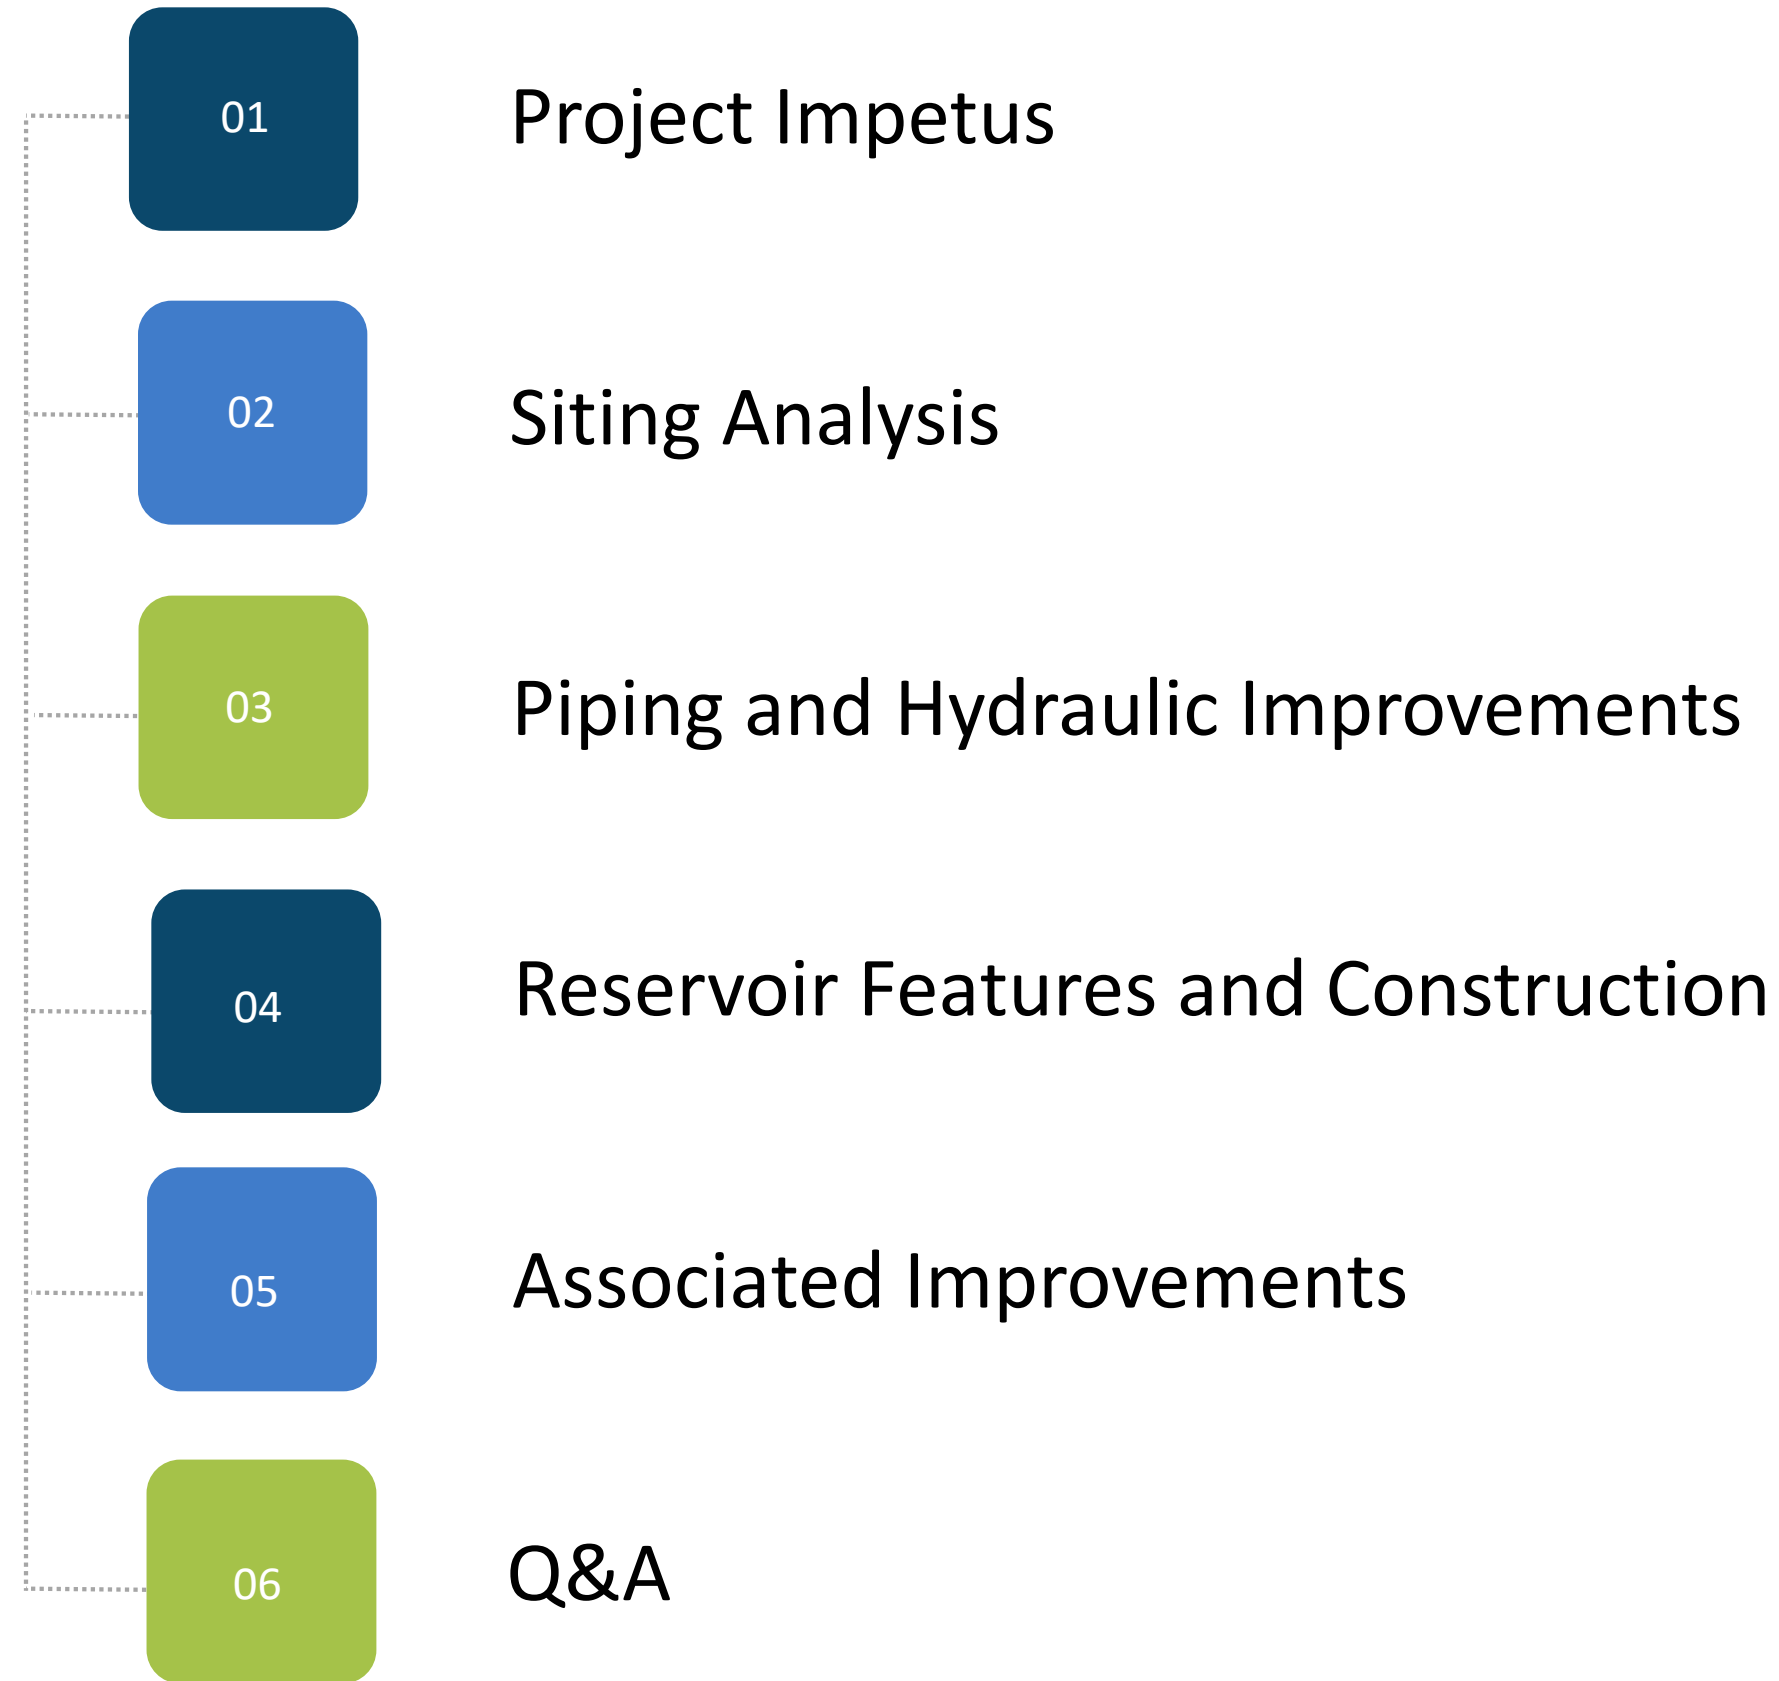 01 Project Impetus
02 Siting Analysis
03 Piping and Hydraulic Improvements
04 Reservoir Features and Construction
05 Associated Improvements
06 Q&A